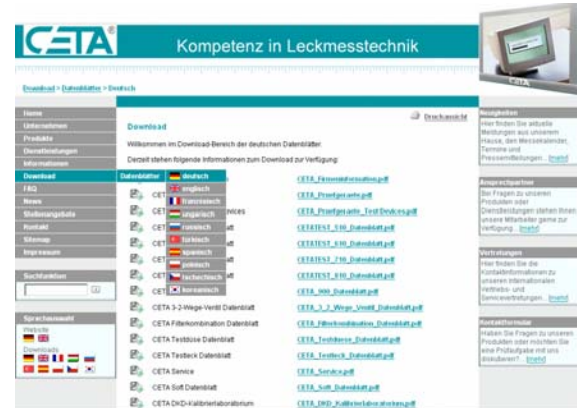 CETA®
Kompetenz in Leckmesstechnik
CETA
Download > Datenblätter > Deutsch
Home
Unternehmen
Produkte
Dienstleistungen
Informationen
Download
FAQ
News
Stellenangebote
Kontakt
Sitemap
Impressum
Suchfunktion
Sprachauswahl
Website
Downloads
Datenblätter
deutsch
englisch
französisch
ungarisch
russisch
türkisch
spanisch
polnisch
tschechisch
koreanisch
Druckansicht
Download
Willkommen im Download-Bereich der deutschen Datenblätter.
Derzeit stehen folgende Informationen zum Download zur Verfügung:
CETA_Firmeninformation.pdf
CETA_Pruefgeraete.pdf
CETA_Pruefgeraete_Test Devices.pdf
CETATEST_510_Datenblatt.pdf
CETATEST_610_Datenblatt.pdf
CETATEST_710_Datenblatt.pdf
CETATEST_810_Datenblatt.pdf
CETA_900_Datenblatt.pdf
CETA 3-2-Wege-Ventil Datenblatt CETA_3_2_Wege_Ventil_Datenblatt.pdf
CETA Filterkombination Datenblatt CETA_Filterkombination_Datenblatt.pdf
CETA Testdose Datenblatt CETA_Testdose_Datenblatt.pdf
CETA Testleck Datenblatt CETA_Testleck_Datenblatt.pdf
CETA Service CETA_Service.pdf
CETA Soft Datenblatt CETA_Soft_Datenblatt.pdf
CETA DKD-Kalibrierlaboratorium CETA_DKD_Kalibrierlaboratorium.pdf
Neuigkeiten
Hier finden Sie aktuelle
Meldungen aus unserem
Hause, den Messekalender,
Termine und
Pressemitteilungen... [mehr]
Ansprechpartner
Bei Fragen zu unseren
Produkten oder
Dienstleistungen stehen Ihnen
unsere Mitarbeiter gerne zur
Verfügung... [mehr]
Vertretungen
Hier finden Sie die
Kontaktinformationen zu
unseren internationalen
Vertriebs- und
Servicevertretungen... [mehr]
Kontaktformular
Haben Sie Fragen zu unseren
Produkten oder möchten Sie
eine Prüfaufgabe mit uns
diskutieren?... [mehr]